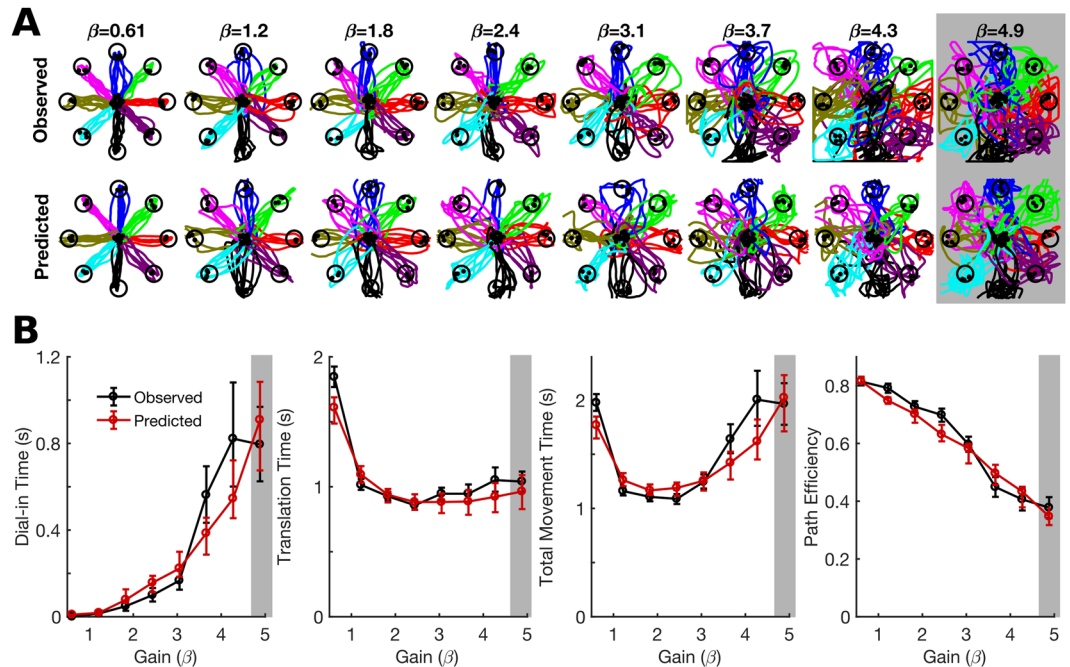 A
β=0.61 β=1.2 β=1.8 β=2.4 β=3.1 β=3.7 β=4.3 β=4.9
Observed
Predicted
B
Dial-in Time (s)
1.2
0.8
0.4
0
Observed
Predicted
1 2 3 4 5
Gain (β)
Translation Time (s)
2
1
0
1 2 3 4 5
Gain (β)
Total Movement Time (s)
2
1
0
1 2 3 4 5
Gain (β)
Path Efficiency
0.8
0.6
0.4
0.2
0
1 2 3 4 5
Gain (β)